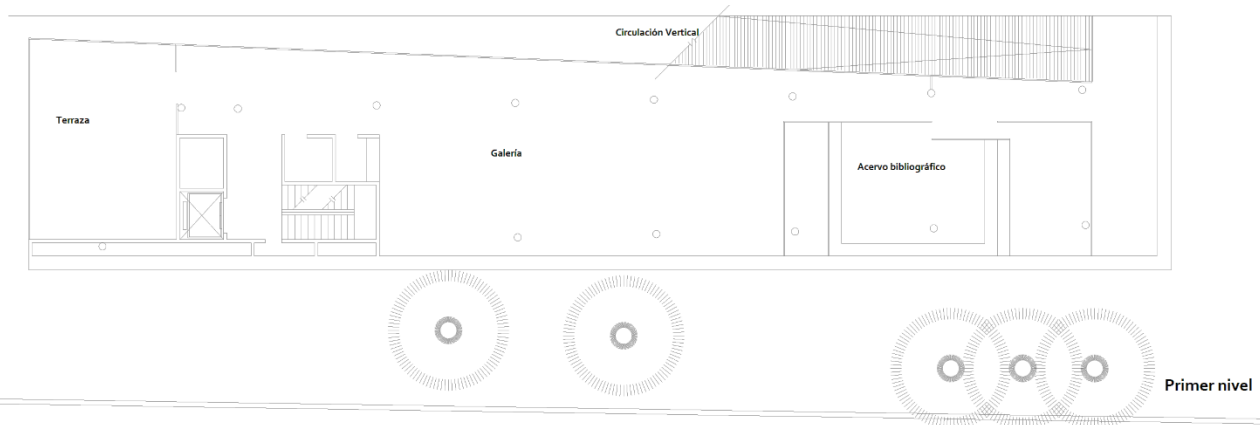 Circulación Vertical
Terraza
Galería
Acervo bibliográfico
Primer nivel